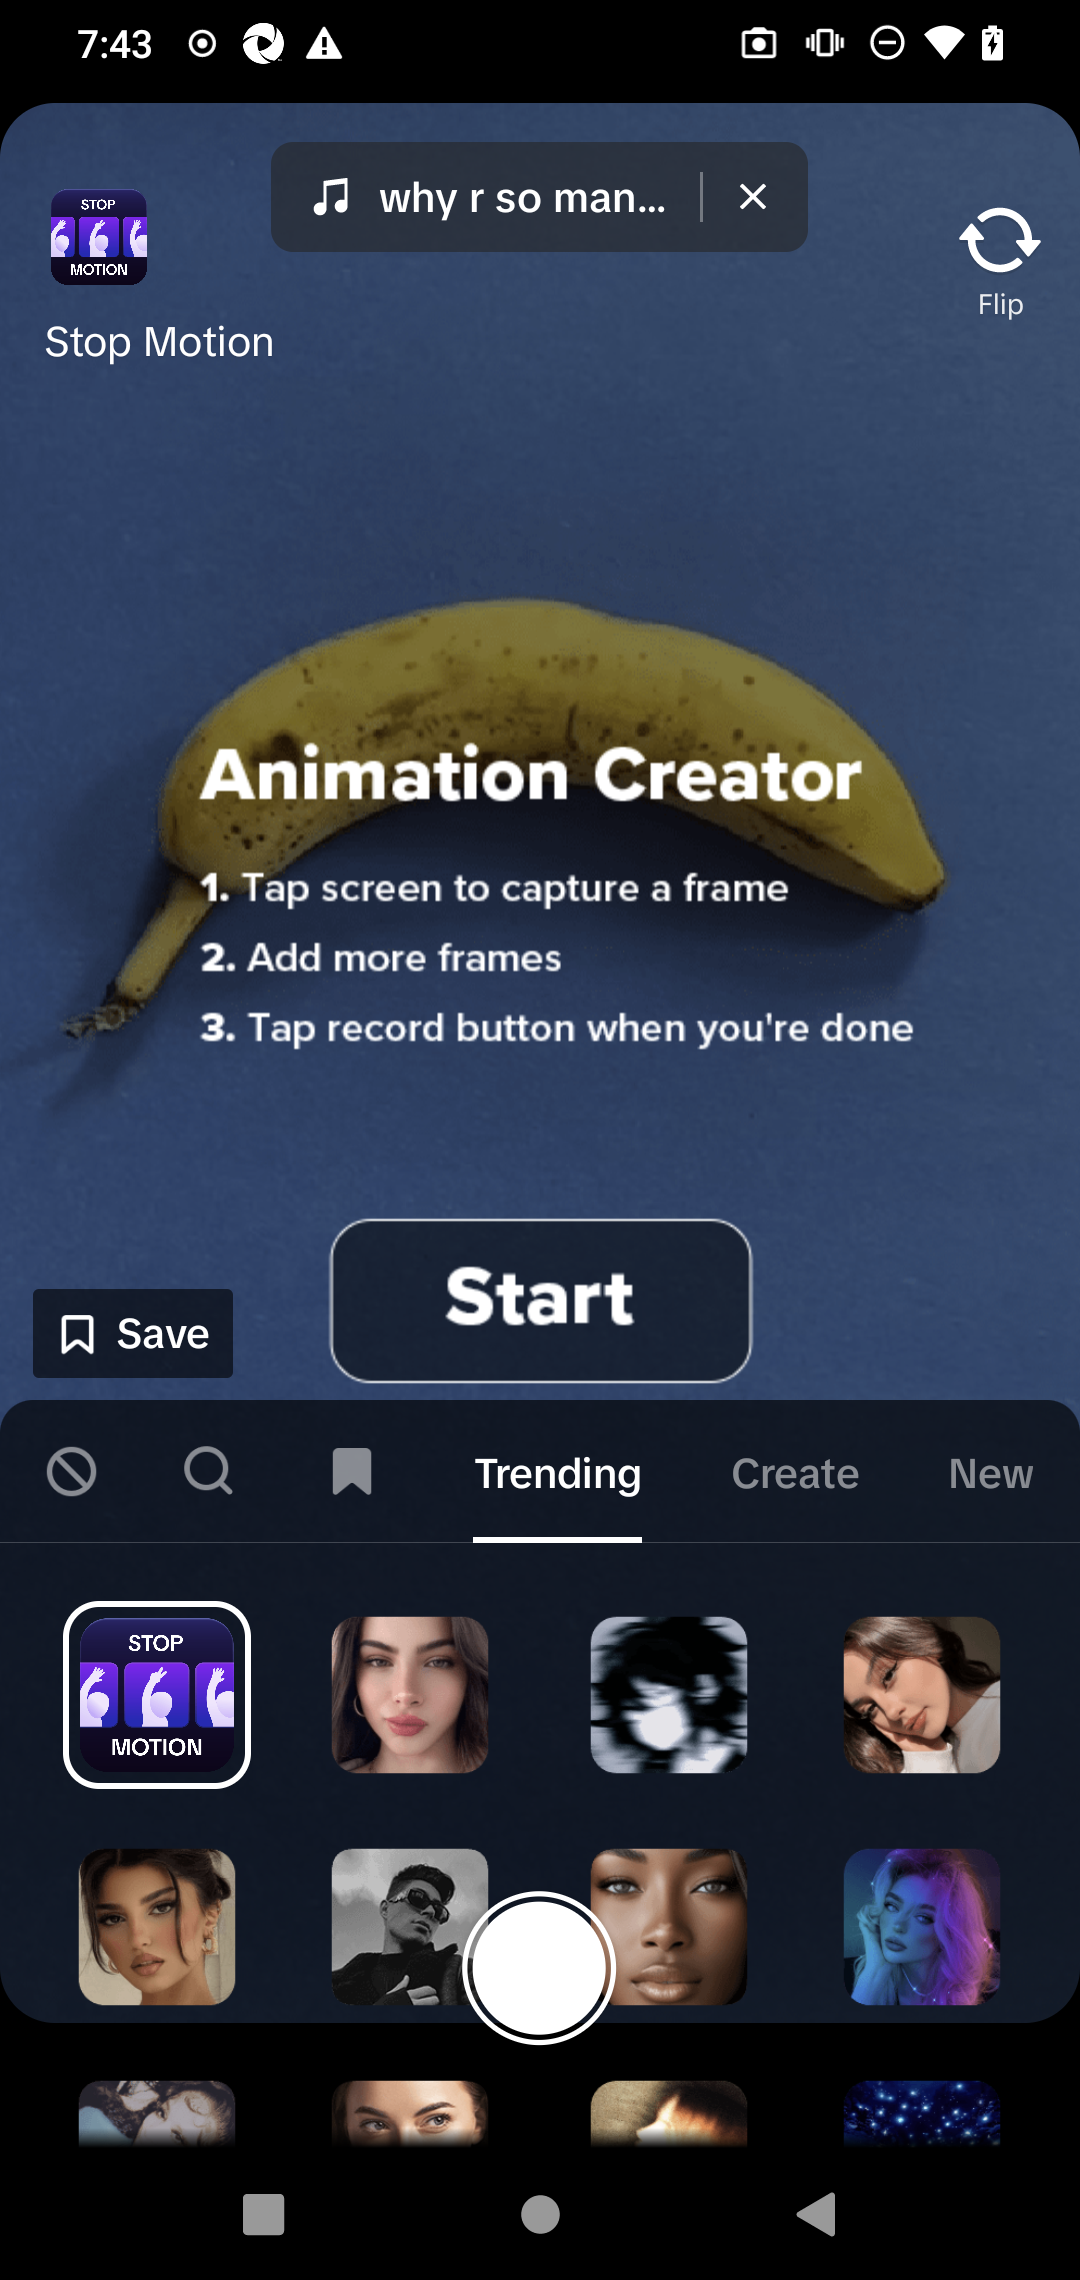 7:43
why r so man...
STOP
MOTION
Flip
Stop Motion
Animation Creator
1. Tap screen to capture a frame
2. Add more frames
3. Tap record button when you're done
Start
Save
Trending
Create
New
STOP
MOTION